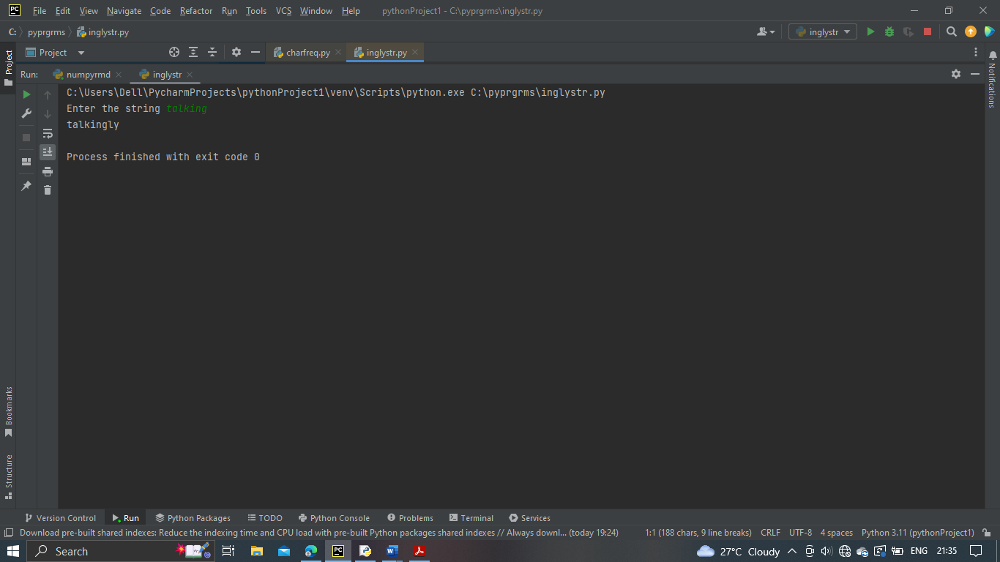 PC File Edit View Navigate Code Refactor Run Tools VCS Window Help pythonProject1 - C:\pyprgrms\inglystr.py
C: pyprgrms inglystr.py inglystr
Project Project charfreq.py inglystr.py Notifications
Run: numpyrmd inglystr
C:\Users\Dell\PycharmProjects\pythonProject1\venv\Scripts\python.exe C:\pyprgrms\inglystr.py
Enter the string talking
talkingly
Process finished with exit code 0
Bookmarks
Structure
Version Control Run Python Packages TODO Python Console Problems Terminal Services
Download pre-built shared indexes: Reduce the indexing time and CPU load with pre-built Python packages shared indexes // Always downl... (today 19:24) 1:1 (188 chars, 9 line breaks) CRLF UTF-8 4 spaces Python 3.11 (pythonProject1)
Search PC W 27°C Cloudy ENG 21:35